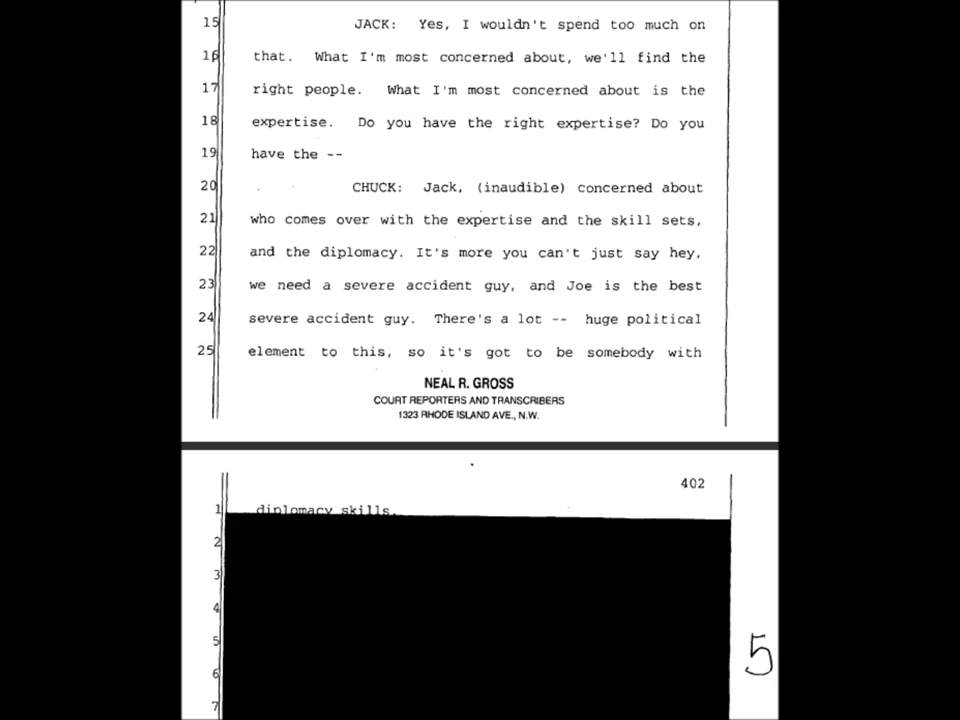 15 JACK: Yes, I wouldn't spend too much on
16 that. What I'm most concerned about, we'll find the
17 right people. What I'm most concerned about is the
18 expertise. Do you have the right expertise? Do you
19 have the --
20 CHUCK: Jack, (inaudible) concerned about
21 who comes over with the expertise and the skill sets,
22 and the diplomacy. It's more you can't just say hey,
23 we need a severe accident guy, and Joe is the best
24 severe accident guy. There's a lot -- huge political
25 element to this, so it's got to be somebody with
NEAL R. GROSS
COURT REPORTERS AND TRANSCRIBERS
1323 RHODE ISLAND AVE., N.W.
402
1 diplomacy skills.
2
3
4
5
6
7
5